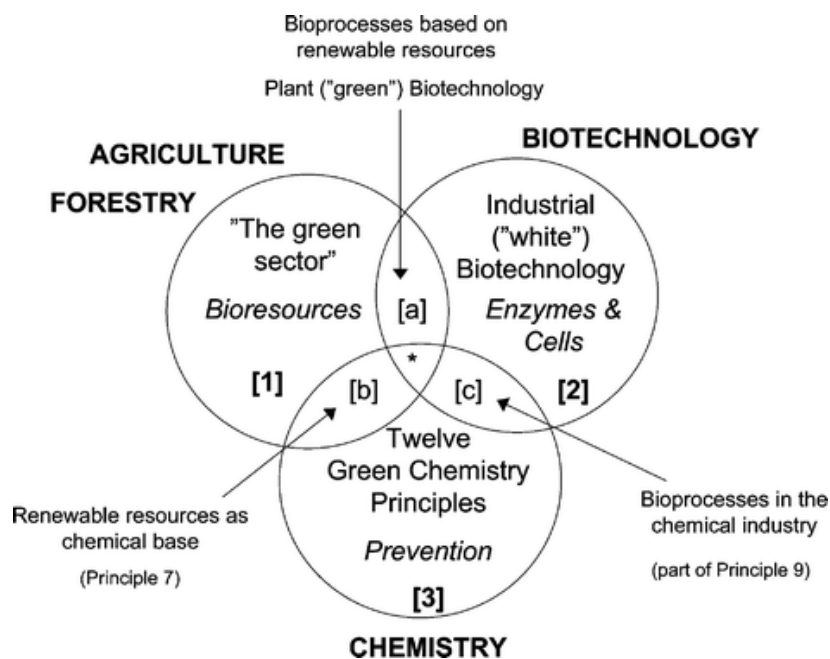 Bioprocesses based on
renewable resources
Plant ("green") Biotechnology
AGRICULTURE
FORESTRY
BIOTECHNOLOGY
"The green
sector"
Bioresources
[1]
[a]
Industrial
("white")
Biotechnology
Enzymes &
Cells
[2]
*
[b]
[c]
Twelve
Green Chemistry
Principles
Prevention
[3]
CHEMISTRY
Renewable resources as
chemical base
(Principle 7)
Bioprocesses in the
chemical industry
(part of Principle 9)